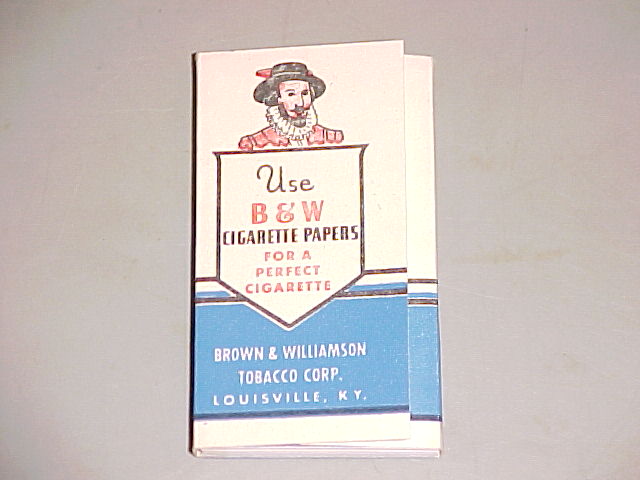 Use
B & W
CIGARETTE PAPERS
FOR A
PERFECT
CIGARETTE
BROWN & WILLIAMSON
TOBACCO CORP.
LOUISVILLE, KY.